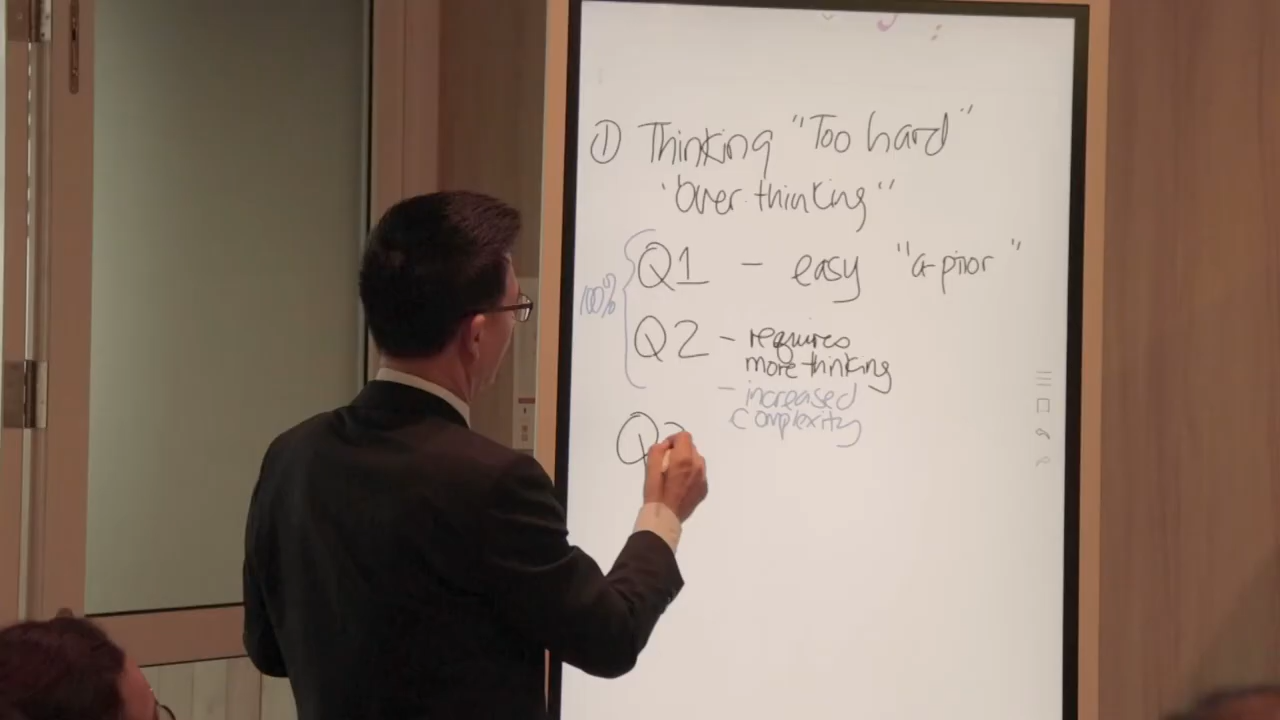 ① Thinking "Too hard"
"Over thinking"
Q1 - easy "a-prior"
100%
Q2 - requires
more thinking
- increased
complexity
Q3